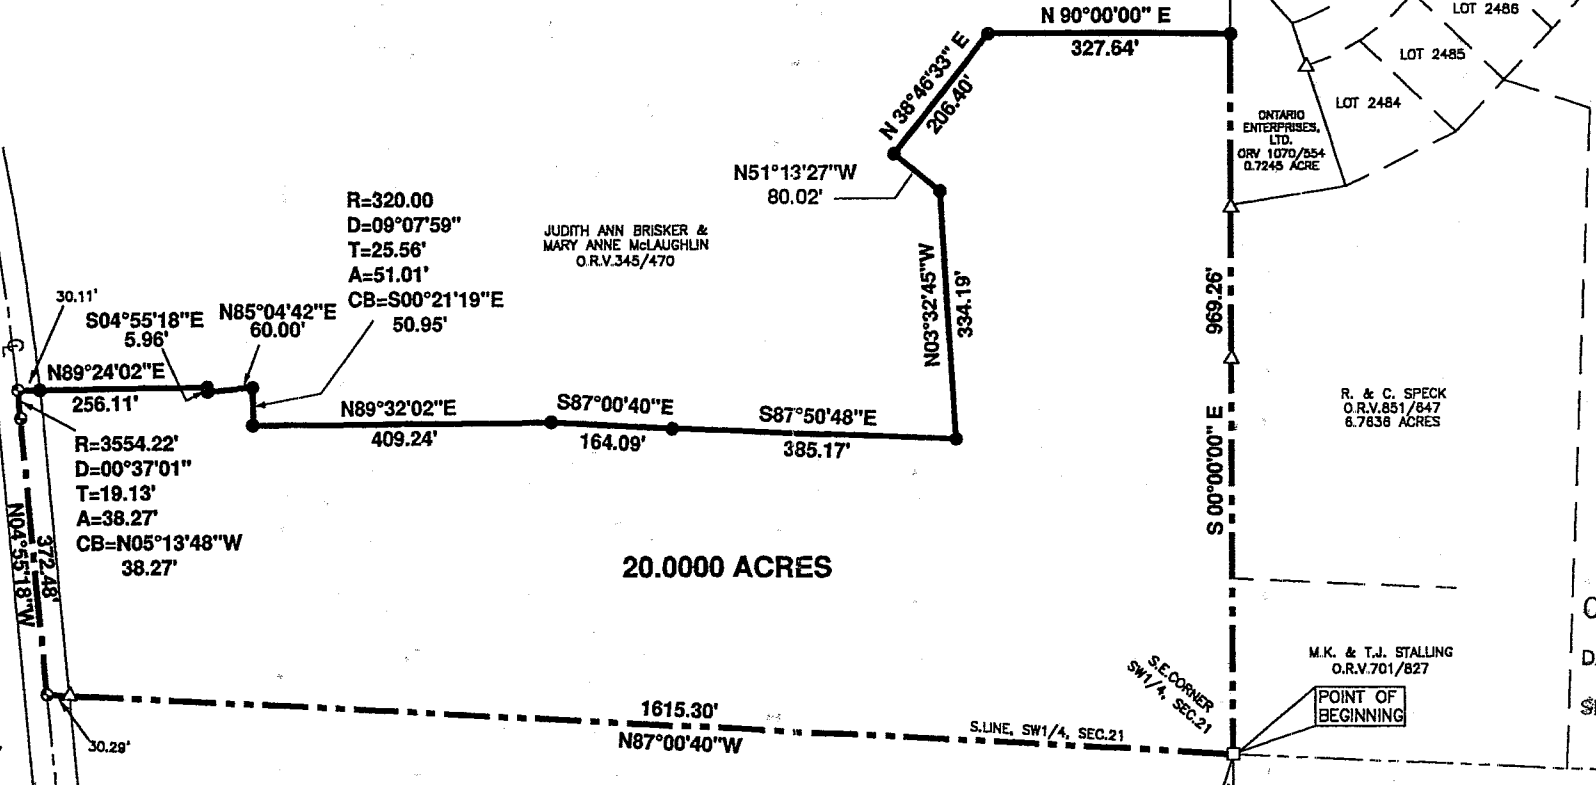 N 90°00'00" E
327.64'
LOT 2486
LOT 2485
LOT 2484
N 38°46'33" E
206.40'
ONTARIO
ENTERPRISES,
LTD.
ORV 1070/554
0.7245 ACRE
N51°13'27"W
80.02'
R=320.00
D=09°07'59"
T=25.56'
A=51.01'
CB=S00°21'19"E
50.95'
JUDITH ANN BRISKER &
MARY ANNE McLAUGHLIN
O.R.V.345/470
N03°32'45"W
334.19'
969.26'
S 00°00'00" E
30.11'
S04°55'18"E
5.96'
N85°04'42"E
60.00'
N89°24'02"E
256.11'
N89°32'02"E
409.24'
S87°00'40"E
164.09'
S87°50'48"E
385.17'
R. & C. SPECK
O.R.V.851/847
6.7636 ACRES
R=3554.22'
D=00°37'01"
T=19.13'
A=38.27'
CB=N05°13'48"W
38.27'
N04°55'18"W
372.48'
20.0000 ACRES
M.K. & T.J. STALLING
O.R.V.701/827
S.E.CORNER
SW1/4, SEC.21
POINT OF
BEGINNING
1615.30'
N87°00'40"W
S.LINE, SW1/4, SEC.21
30.29'